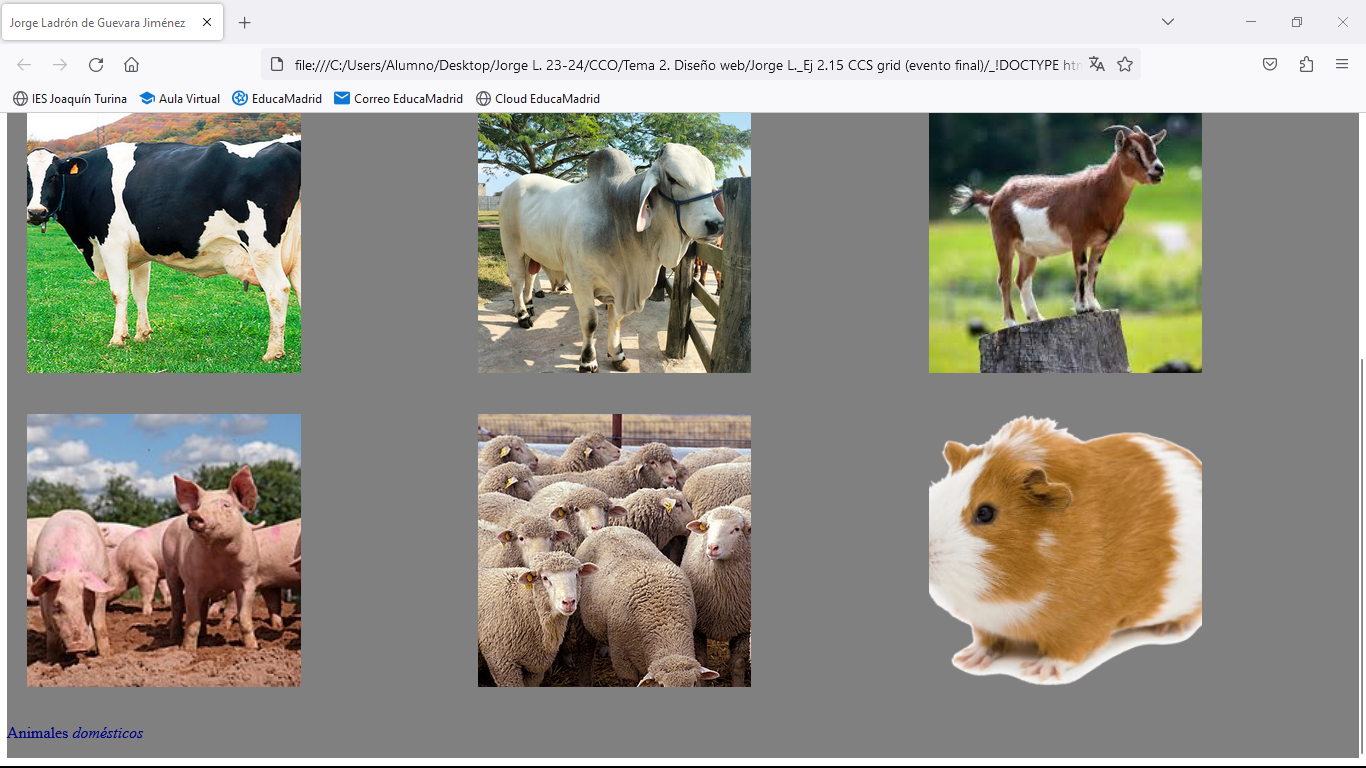 Jorge Ladrón de Guevara Jiménez
file:///C:/Users/Alumno/Desktop/Jorge L. 23-24/CCO/Tema 2. Diseño web/Jorge L._Ej 2.15 CCS grid (evento final)/_!DOCTYPE htm
IES Joaquín Turina Aula Virtual EducaMadrid Correo EducaMadrid Cloud EducaMadrid
Animales domésticos